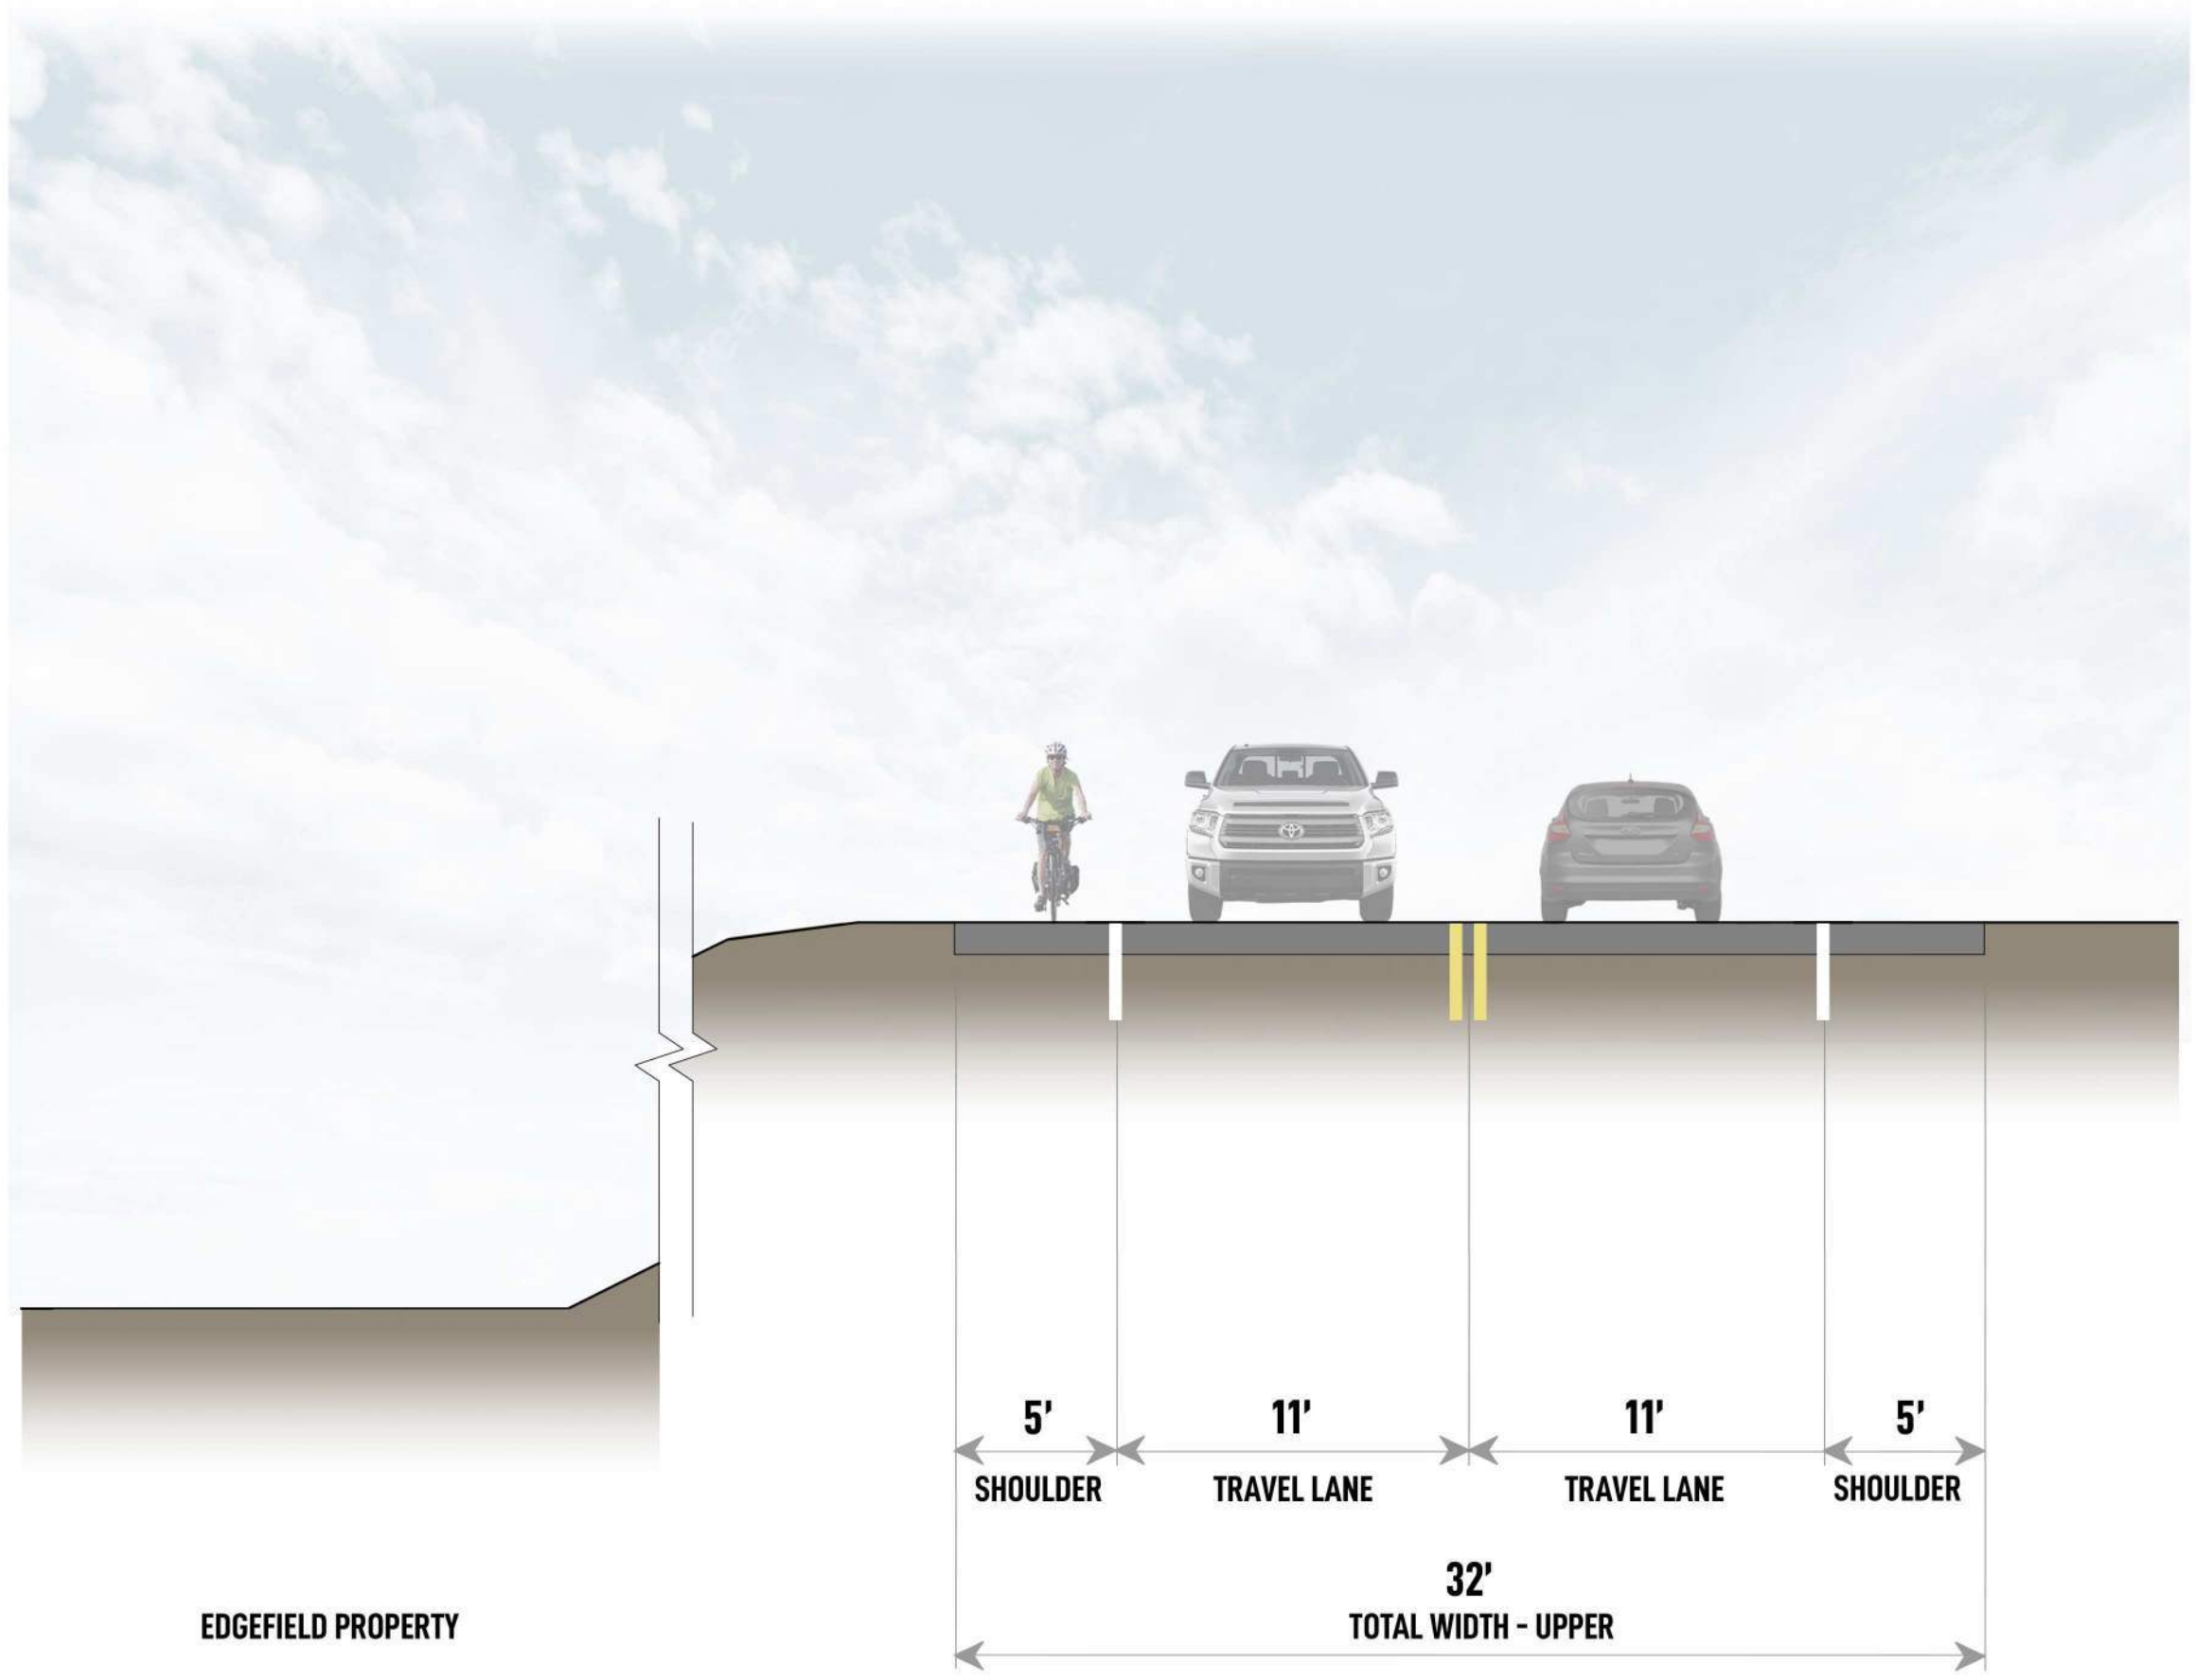 5' 11' 11' 5'
SHOULDER TRAVEL LANE TRAVEL LANE SHOULDER
32'
TOTAL WIDTH - UPPER
EDGEFIELD PROPERTY